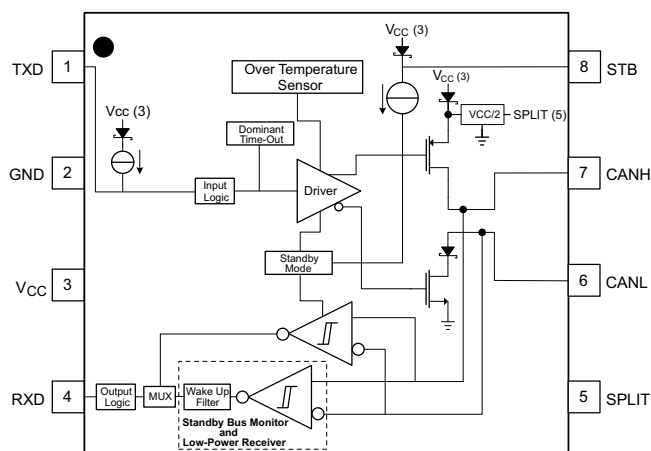 VCC (3)
TXD
1
8
STB
Over Temperature
Sensor
VCC (3)
VCC/2
SPLIT (5)
Vcc (3)
Dominant
Time-Out
GND
2
7
CANH
Input
Logic
Driver
Standby
Mode
VCC
3
6
CANL
RXD
4
Output
Logic
MUX
Wake Up
Filter
5
SPLIT
Standby Bus Monitor
and
Low-Power Receiver